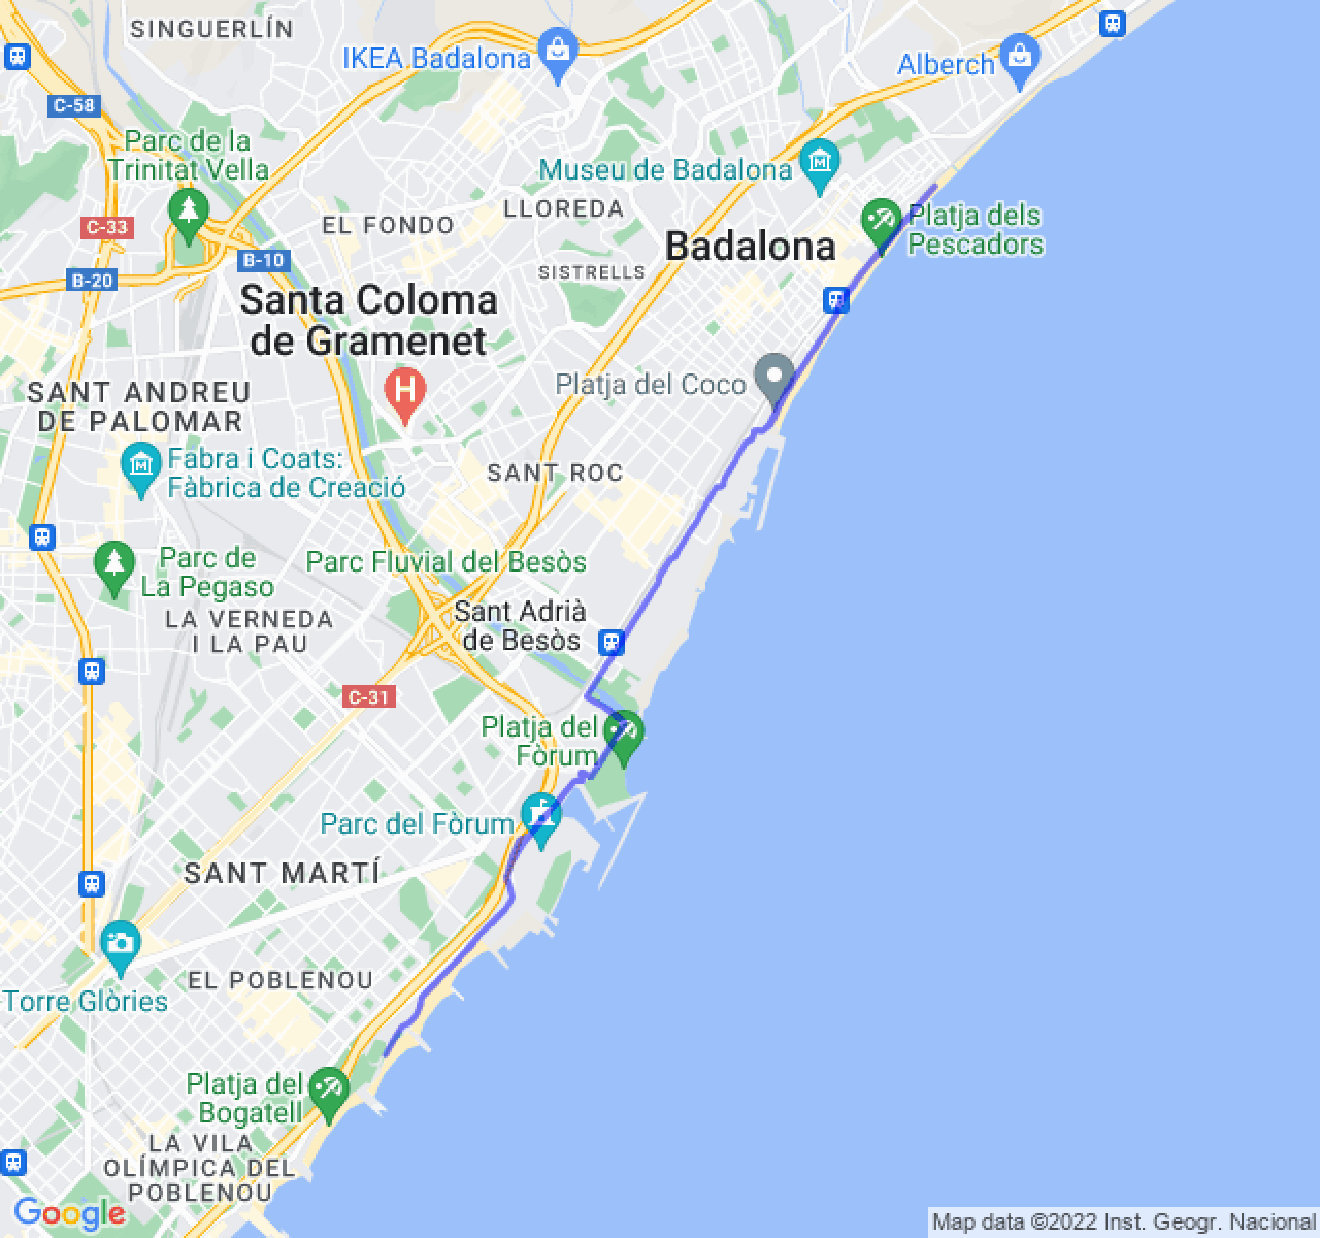 SINGUERLÍN
IKEA Badalona
Alberch
C-58
Parc de la
Trinitat Vella
Museu de Badalona
LLOREDA
C-33
EL FONDO
Platja dels
Pescadors
Badalona
B-10
B-20
SISTRELLS
Santa Coloma
de Gramenet
H
Platja del Coco
SANT ANDREU
DE PALOMAR
Fabra i Coats:
Fàbrica de Creació
SANT ROC
Parc de
La Pegaso
Parc Fluvial del Besòs
LA VERNEDA
I LA PAU
Sant Adrià
de Besòs
C-31
Platja del
Fòrum
Parc del Fòrum
SANT MARTÍ
EL POBLENOU
Torre Glòries
Platja del
Bogatell
LA VILA
OLÍMPICA DEL
POBLENOU
Google
Map data ©2022 Inst. Geogr. Nacional